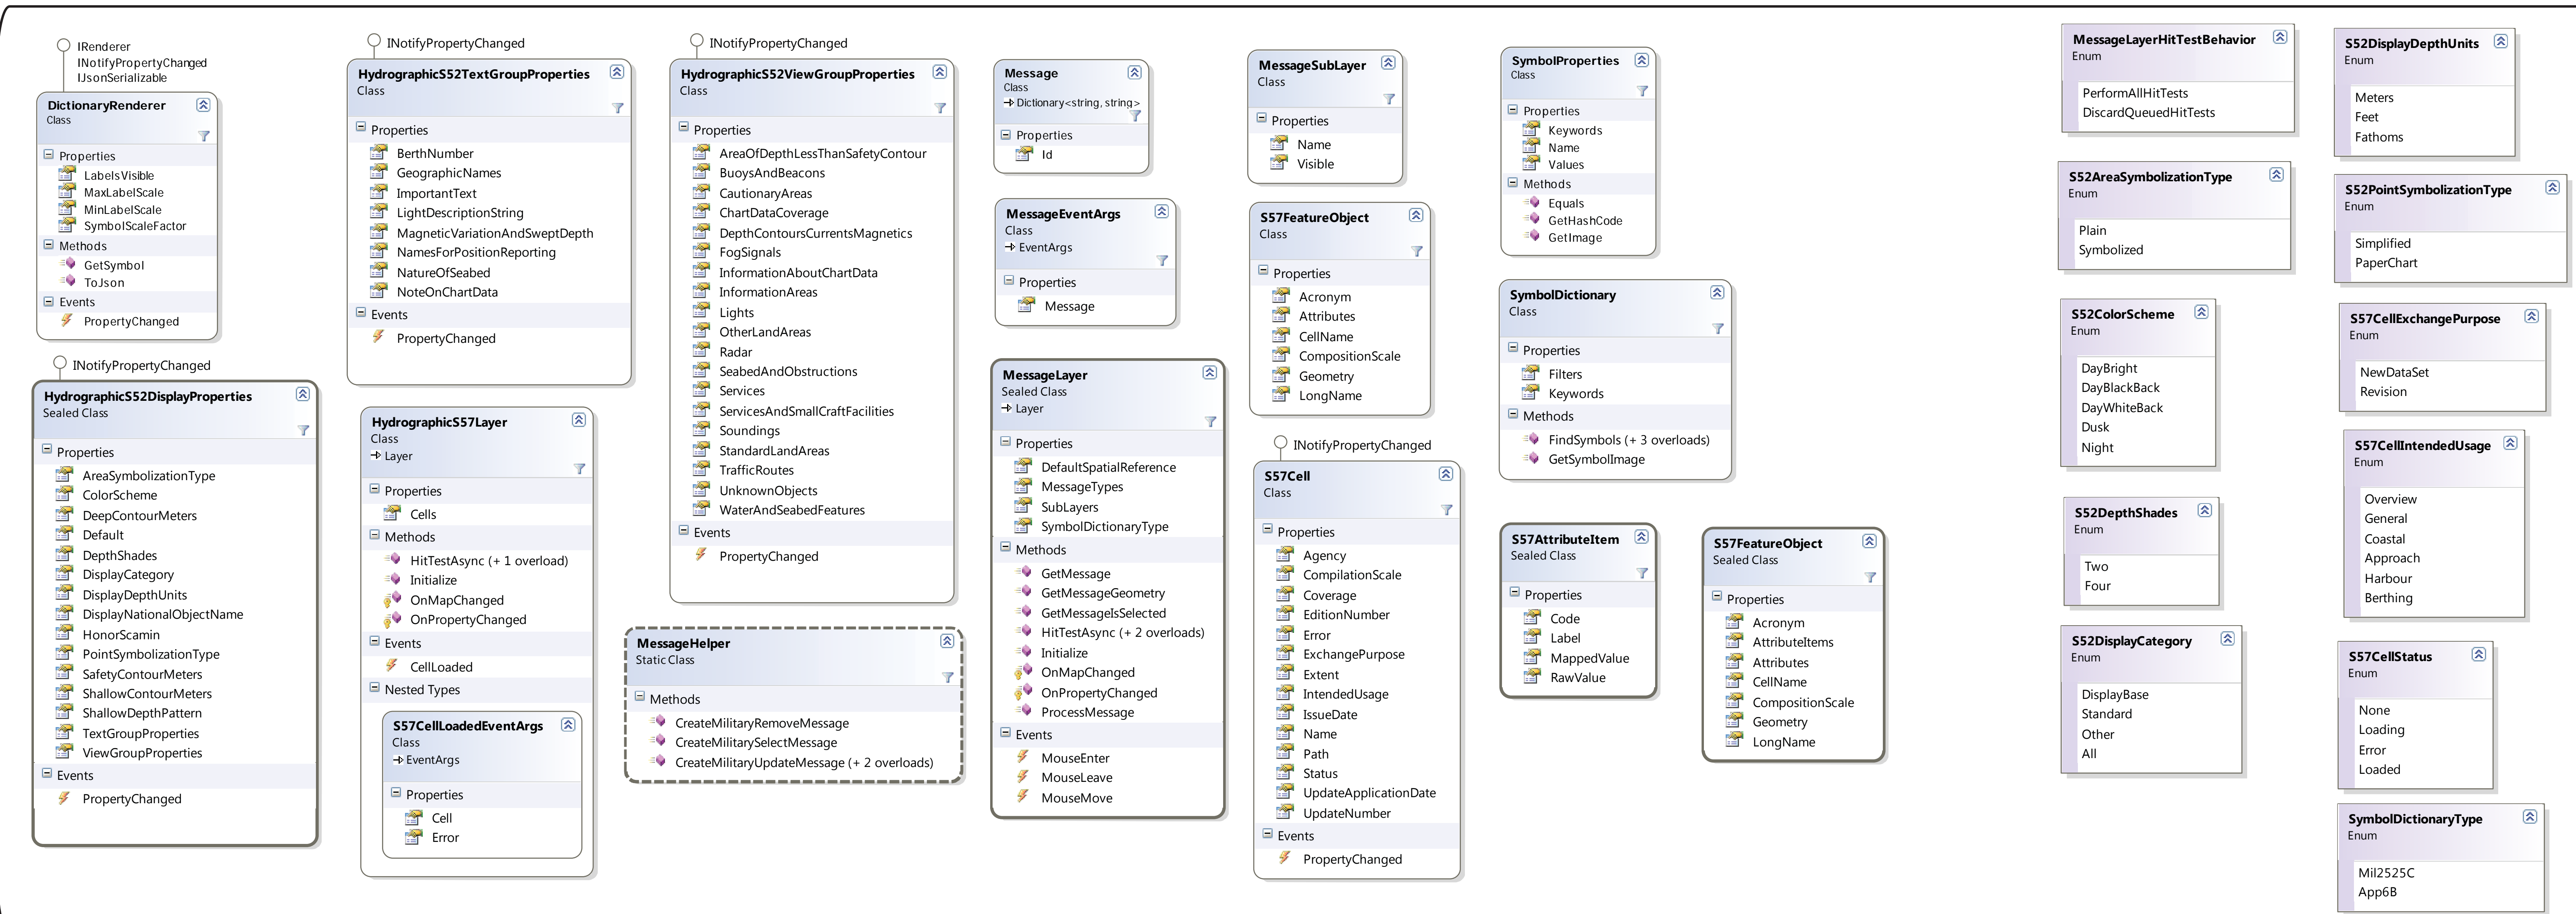 IRenderer
INotifyPropertyChanged
IJsonSerializable
DictionaryRenderer
Class
Properties
LabelsVisible
MaxLabelScale
MinLabelScale
SymbolScaleFactor
Methods
GetSymbol
ToJson
Events
PropertyChanged
INotifyPropertyChanged
HydrographicS52DisplayProperties
Sealed Class
Properties
AreaSymbolizationType
ColorScheme
DeepContourMeters
Default
DepthShades
DisplayCategory
DisplayDepthUnits
DisplayNationalObjectName
HonorScamin
PointSymbolizationType
SafetyContourMeters
ShallowContourMeters
ShallowDepthPattern
TextGroupProperties
ViewGroupProperties
Events
PropertyChanged
INotifyPropertyChanged
HydrographicS52TextGroupProperties
Class
Properties
BerthNumber
GeographicNames
ImportantText
LightDescriptionString
MagneticVariationAndSweptDepth
NamesForPositionReporting
NatureOfSeabed
NoteOnChartData
Events
PropertyChanged
HydrographicS57Layer
Class
Layer
Properties
Cells
Methods
HitTestAsync (+ 1 overload)
Initialize
OnMapChanged
OnPropertyChanged
Events
CellLoaded
Nested Types
S57CellLoadedEventArgs
Class
EventArgs
Properties
Cell
Error
INotifyPropertyChanged
HydrographicS52ViewGroupProperties
Class
Properties
AreaOfDepthLessThanSafetyContour
BuoysAndBeacons
CautionaryAreas
ChartDataCoverage
DepthContoursCurrentsMagnetics
FogSignals
InformationAboutChartData
InformationAreas
Lights
OtherLandAreas
Radar
SeabedAndObstructions
Services
ServicesAndSmallCraftFacilities
Soundings
StandardLandAreas
TrafficRoutes
UnknownObjects
WaterAndSeabedFeatures
Events
PropertyChanged
MessageHelper
Static Class
Methods
CreateMilitaryRemoveMessage
CreateMilitarySelectMessage
CreateMilitaryUpdateMessage (+ 2 overloads)
Message
Class
Dictionary<string, string>
Properties
Id
MessageEventArgs
Class
EventArgs
Properties
Message
MessageLayer
Sealed Class
Layer
Properties
DefaultSpatialReference
MessageTypes
SubLayers
SymbolDictionaryType
Methods
GetMessage
GetMessageGeometry
GetMessageIsSelected
HitTestAsync (+ 2 overloads)
Initialize
OnMapChanged
OnPropertyChanged
ProcessMessage
Events
MouseEnter
MouseLeave
MouseMove
MessageSubLayer
Class
Properties
Name
Visible
S57FeatureObject
Class
Properties
Acronym
Attributes
CellName
CompositionScale
Geometry
LongName
INotifyPropertyChanged
S57Cell
Class
Properties
Agency
CompilationScale
Coverage
EditionNumber
Error
ExchangePurpose
Extent
IntendedUsage
IssueDate
Name
Path
Status
UpdateApplicationDate
UpdateNumber
Events
PropertyChanged
SymbolProperties
Class
Properties
Keywords
Name
Values
Methods
Equals
GetHashCode
GetImage
SymbolDictionary
Class
Properties
Filters
Keywords
Methods
FindSymbols (+ 3 overloads)
GetSymbolImage
S57AttributeItem
Sealed Class
Properties
Code
Label
MappedValue
RawValue
S57FeatureObject
Sealed Class
Properties
Acronym
AttributeItems
Attributes
CellName
CompositionScale
Geometry
LongName
MessageLayerHitTestBehavior
Enum
PerformAllHitTests
DiscardQueuedHitTests
S52AreaSymbolizationType
Enum
Plain
Symbolized
S52ColorScheme
Enum
DayBright
DayBlackBack
DayWhiteBack
Dusk
Night
S52DepthShades
Enum
Two
Four
S52DisplayCategory
Enum
DisplayBase
Standard
Other
All
S52DisplayDepthUnits
Enum
Meters
Feet
Fathoms
S52PointSymbolizationType
Enum
Simplified
PaperChart
S57CellExchangePurpose
Enum
NewDataSet
Revision
S57CellIntendedUsage
Enum
Overview
General
Coastal
Approach
Harbour
Berthing
S57CellStatus
Enum
None
Loading
Error
Loaded
SymbolDictionaryType
Enum
Mil2525C
App6B